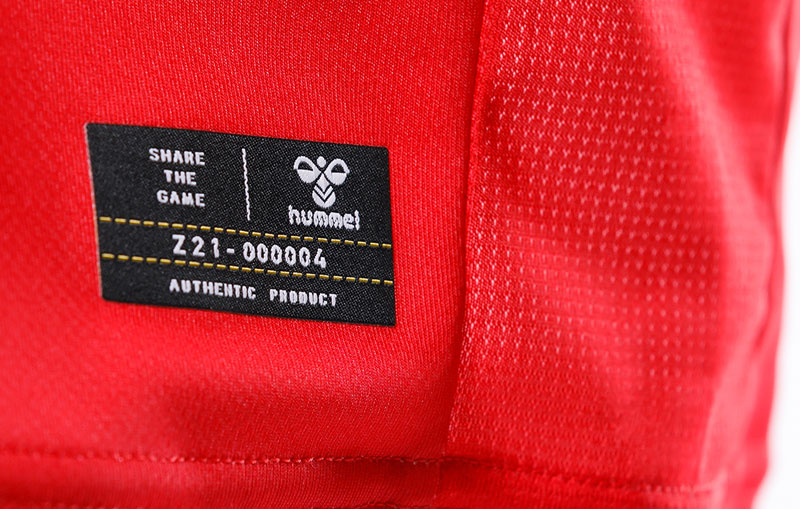 SHARE
THE
GAME
hummel
Z21-000004
AUTHENTIC PRODUCT